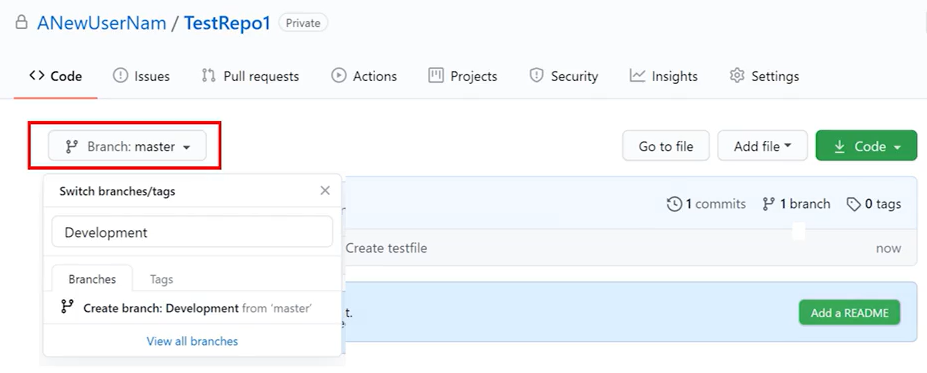 ANewUserNam / TestRepo1 Private
Code Issues Pull requests Actions Projects Security Insights Settings
Branch: master Go to file Add file Code
Switch branches/tags
1 commits 1 branch 0 tags
Development
Create testfile now
Branches Tags
Create branch: Development from 'master'
t.
e
Add a README
View all branches